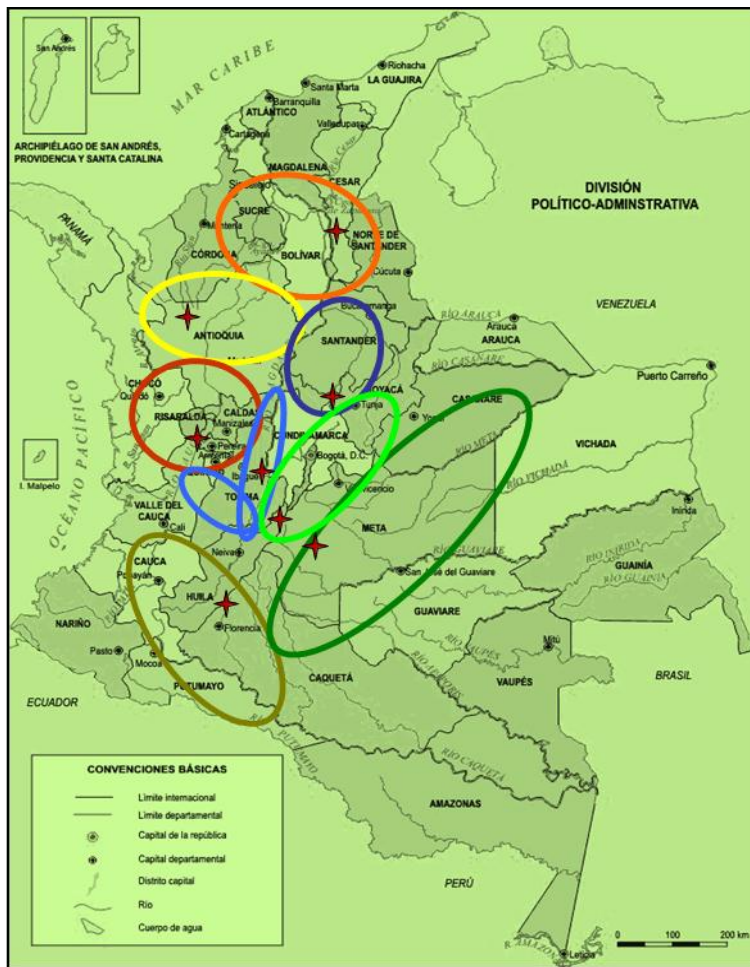 San Andrés
ARCHIPIÉLAGO DE SAN ANDRÉS,
PROVIDENCIA Y SANTA CATALINA
MAR CARIBE
Riohacha
LA GUAJIRA
Santa Marta
Barranquilla
ATLÁNTICO
Cartagena
Valledupar
MAGDALENA
CESAR
DIVISIÓN
POLÍTICO-ADMINSTRATIVA
SUCRE
Montería
PANAMÁ
CÓRDOBA
BOLÍVAR
NORTE DE
SANTANDER
Cúcuta
VENEZUELA
Bucaramanga
RÍO ARAUCA
Arauca
ARAUCA
ANTIOQUIA
SANTANDER
RÍO CASANARE
Puerto Carreño
OCÉANO PACÍFICO
CHOCÓ
Quibdó
Tunja
CASANARE
RISARALDA
CALDAS
Manizales
Pereira
CUNDINAMARCA
Bogotá, D.C.
RÍO META
VICHADA
RÍO VICHADA
I. Malpelo
VALLE DEL
CAUCA
Cali
META
Inírida
Neiva
RÍO GUAVIARE
San José del Guaviare
RÍO INÍRIDA
GUAINÍA
RÍO GUAINÍA
CAUCA
Popayán
HUILA
Florencia
GUAVIARE
NARIÑO
Pasto
Mocoa
Mitú
VAUPÉS
CAQUETÁ
BRASIL
ECUADOR
PUTUMAYO
RÍO CAQUETÁ
AMAZONAS
PERÚ
CONVENCIONES BÁSICAS
Límite internacional
Límite departamental
Capital de la república
Capital departamental
Distrito capital
Río
Cuerpo de agua
0 100 200 km
R. AMAZONAS
Leticia